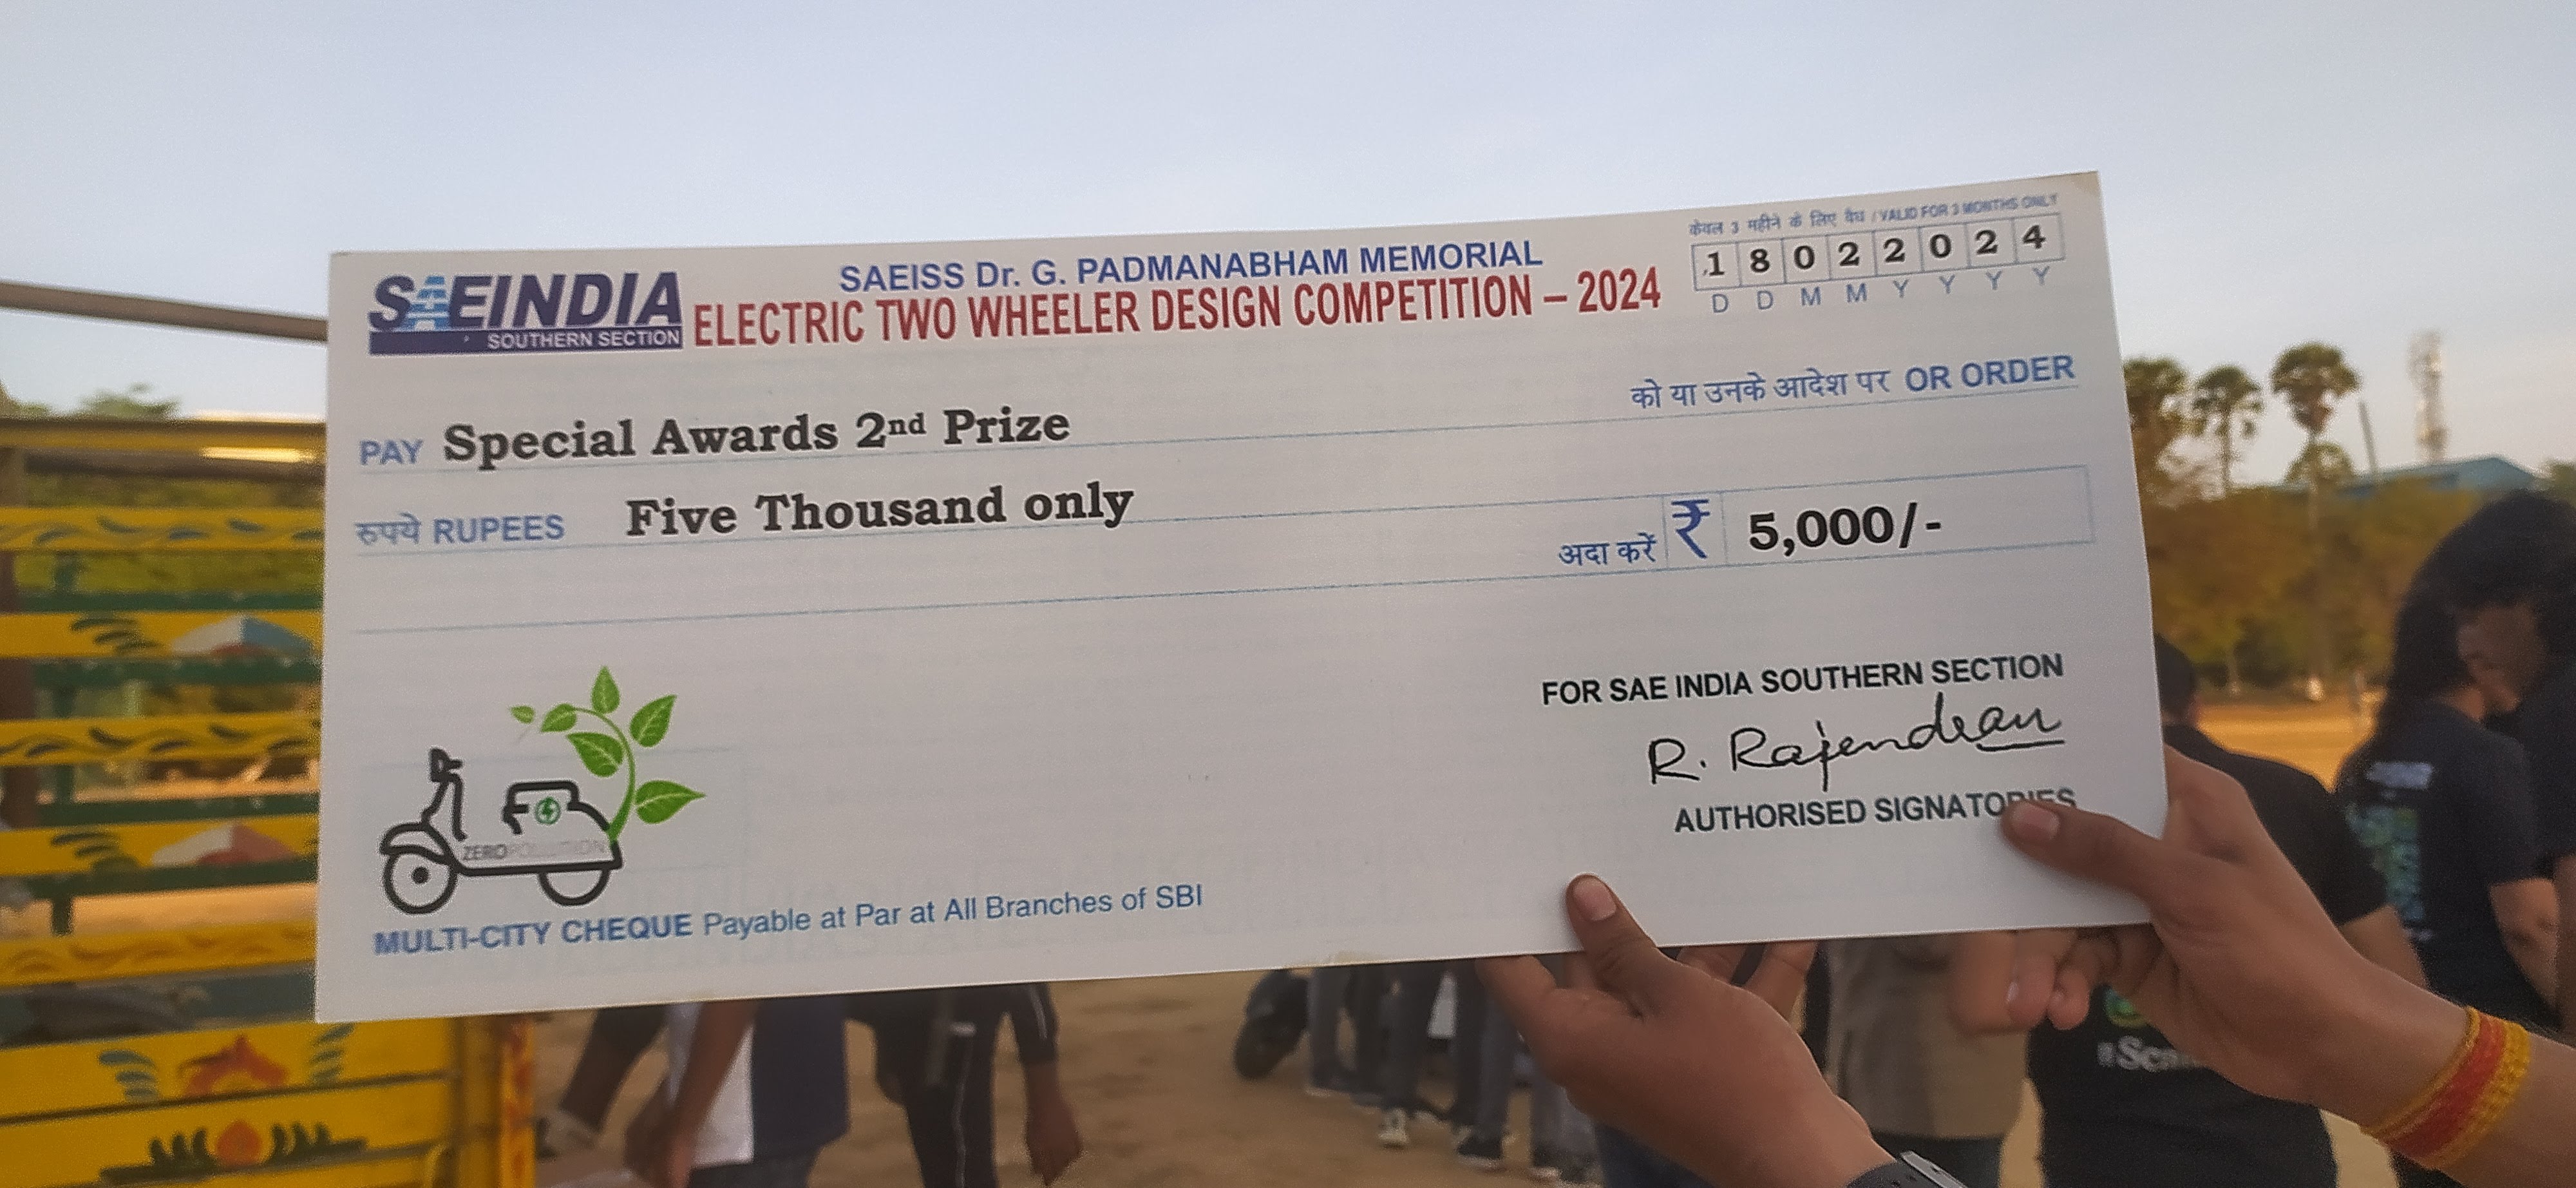 SAEINDIA
SOUTHERN SECTION
SAEISS Dr. G. PADMANABHAM MEMORIAL
ELECTRIC TWO WHEELER DESIGN COMPETITION – 2024
केवल 3 महीने के लिए वैध / VALID FOR 3 MONTHS ONLY
1 8 0 2 2 0 2 4
D D M M Y Y Y Y
PAY Special Awards 2nd Prize को या उनके आदेश पर OR ORDER
रुपये RUPEES Five Thousand only
अदा करें ₹ 5,000/-
FOR SAE INDIA SOUTHERN SECTION
R. Rajendran
AUTHORISED SIGNATORIES
ZERO POLLUTION
MULTI-CITY CHEQUE Payable at Par at All Branches of SBI